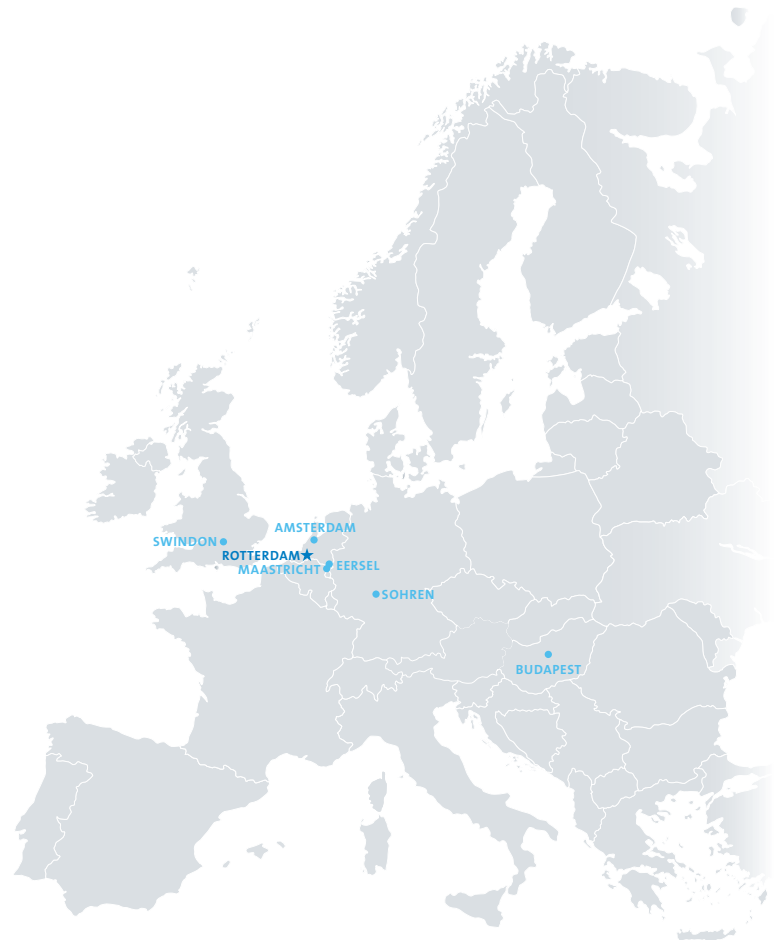 AMSTERDAM
SWINDON
ROTTERDAM
MAASTRICHT
EERSEL
SOHREN
BUDAPEST